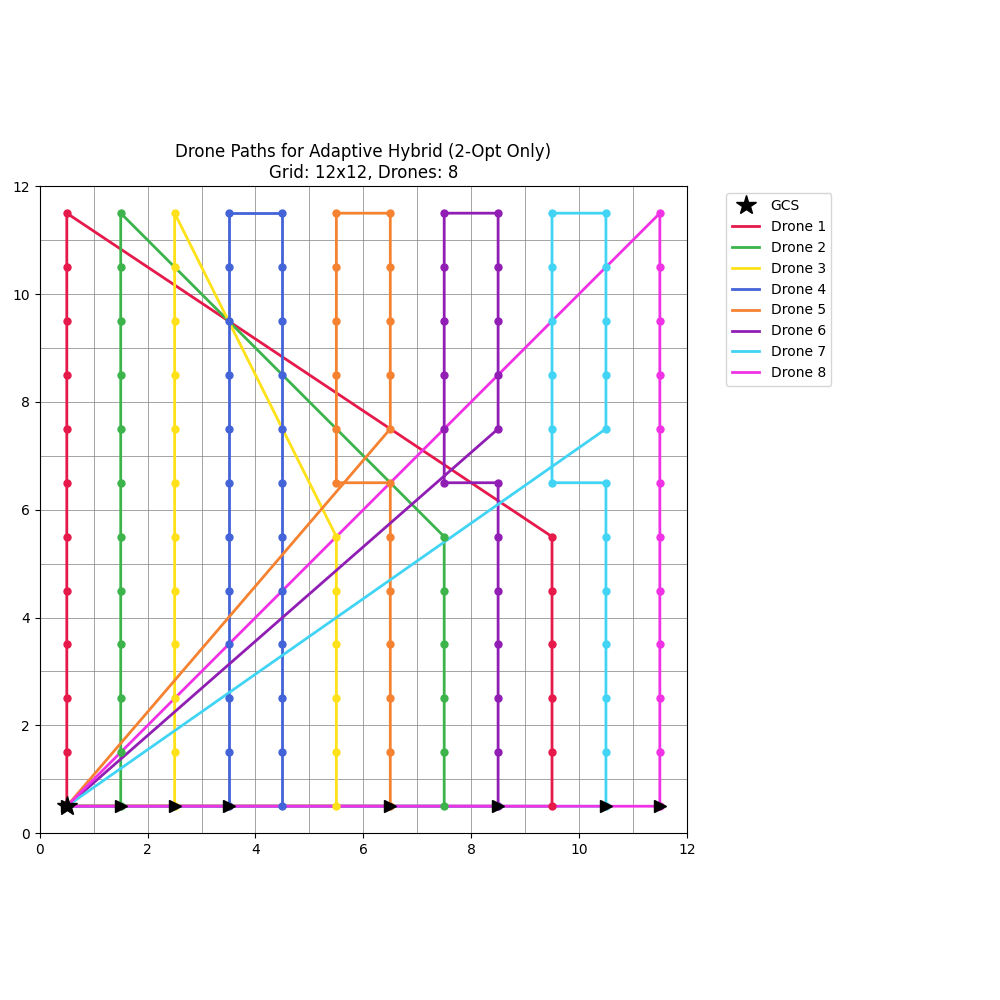 Drone Paths for Adaptive Hybrid (2-Opt Only)
Grid: 12x12, Drones: 8
12
10
8
6
4
2
0
0 2 4 6 8 10 12
GCS
Drone 1
Drone 2
Drone 3
Drone 4
Drone 5
Drone 6
Drone 7
Drone 8